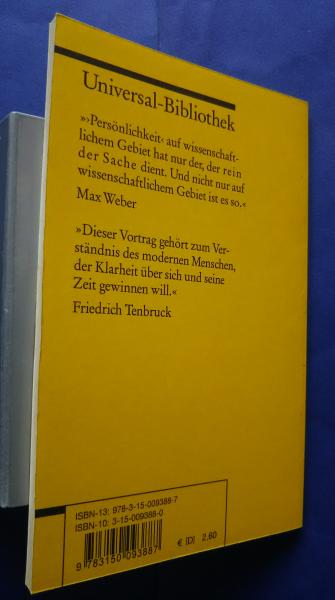 Universal-Bibliothek
»›Persönlichkeit‹ auf wissenschaft-
lichem Gebiet hat nur der, der rein
der Sache dient. Und nicht nur auf
wissenschaftlichem Gebiet ist es so.«
Max Weber
»Dieser Vortrag gehört zum Ver-
ständnis des modernen Menschen,
der Klarheit über sich und seine
Zeit gewinnen will.«
Friedrich Tenbruck
ISBN-13: 978-3-15-009388-7
ISBN-10: 3-15-009388-0
9 783150 093887
€ [D] 2,60